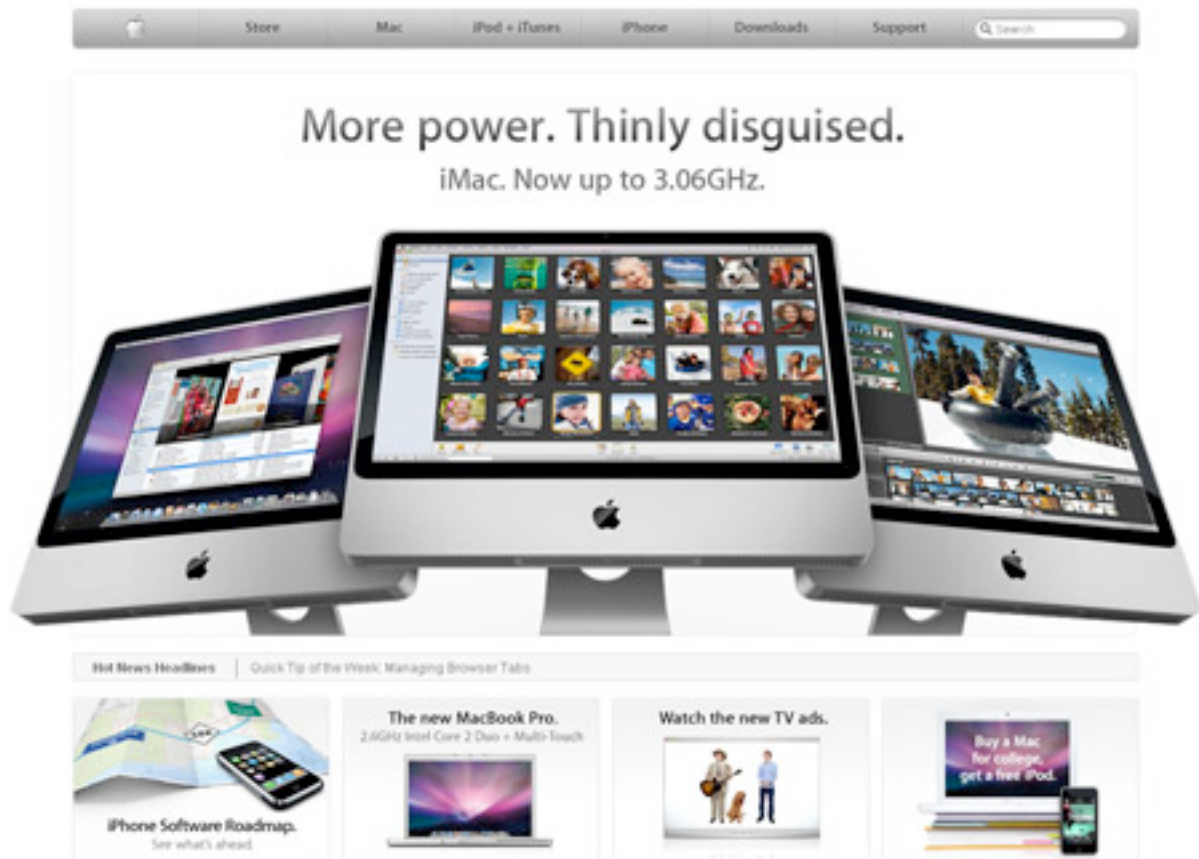 Store Mac iPod + iTunes iPhone Downloads Support Search
More power. Thinly disguised.
iMac. Now up to 3.06GHz.
Hot News Headlines Quick Tip of the Week: Managing Browser Tabs
The new MacBook Pro.
2.6GHz Intel Core 2 Duo + Multi-Touch
Watch the new TV ads.
Buy a Mac
for college,
get a free iPod.
iPhone Software Roadmap.
See what's ahead.